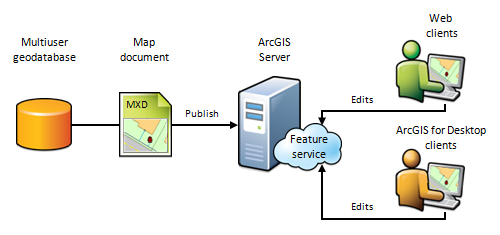 Multiuser
geodatabase
Map
document
ArcGIS
Server
Web
clients
MXD
Publish
Edits
Feature
service
ArcGIS for Desktop
clients
Edits